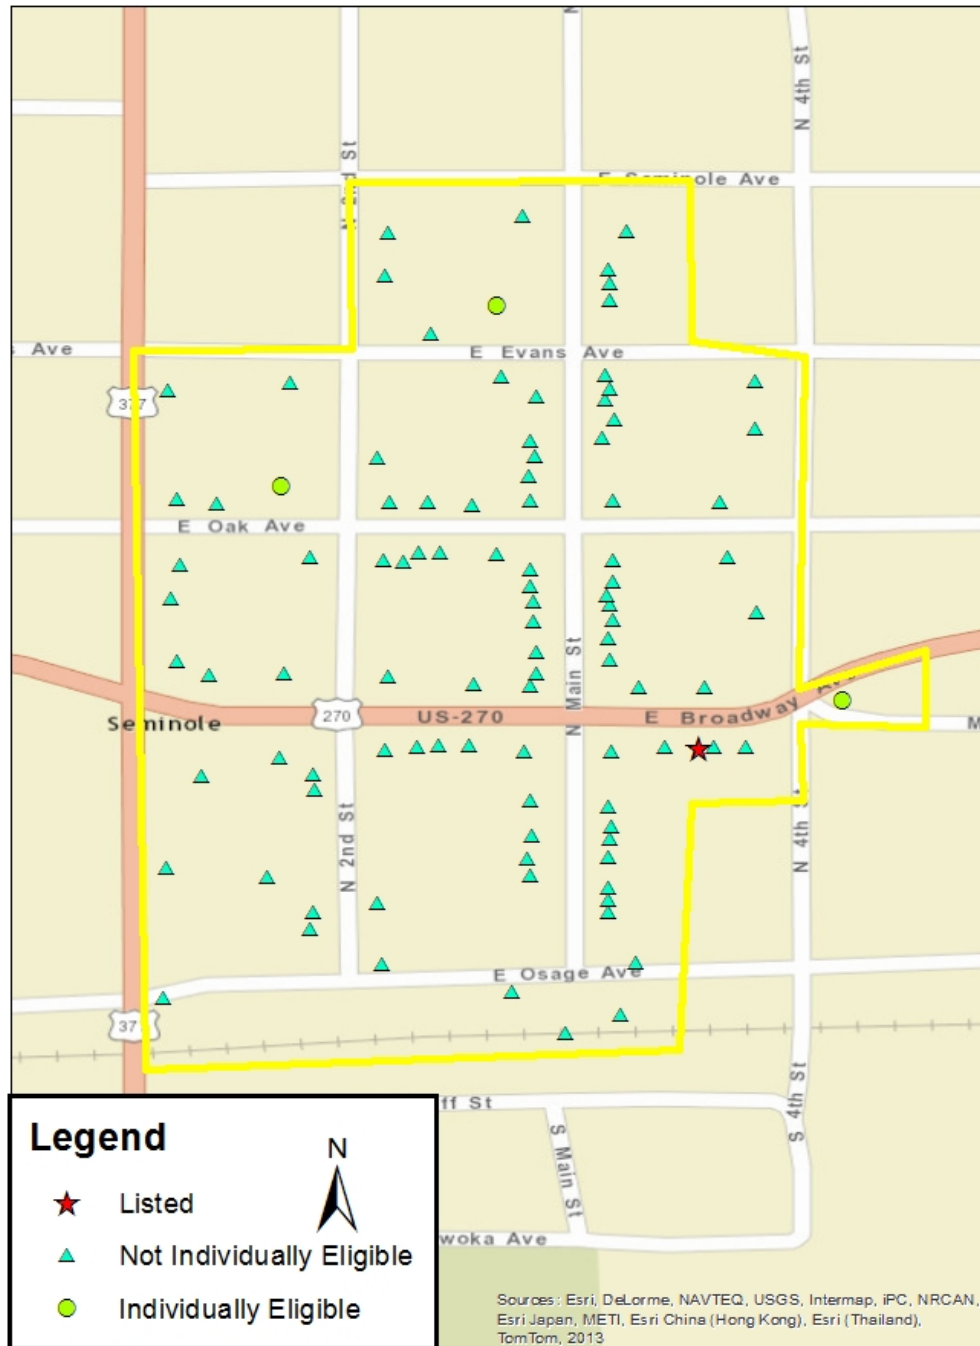 N 4th St
N 2nd St
E Seminole Ave
Ave
E Evans Ave
377
E Oak Ave
N Main St
270
US-270
E Broadway Ave
Seminole
M
N 2nd St
N 4th St
E Osage Ave
37
ff St
S Main St
S 4th St
woka Ave
Legend
N
Listed
Not Individually Eligible
Individually Eligible
Sources: Esri, DeLorme, NAVTEQ, USGS, Intermap, iPC, NRCAN,
Esri Japan, METI, Esri China (Hong Kong), Esri (Thailand),
TomTom, 2013